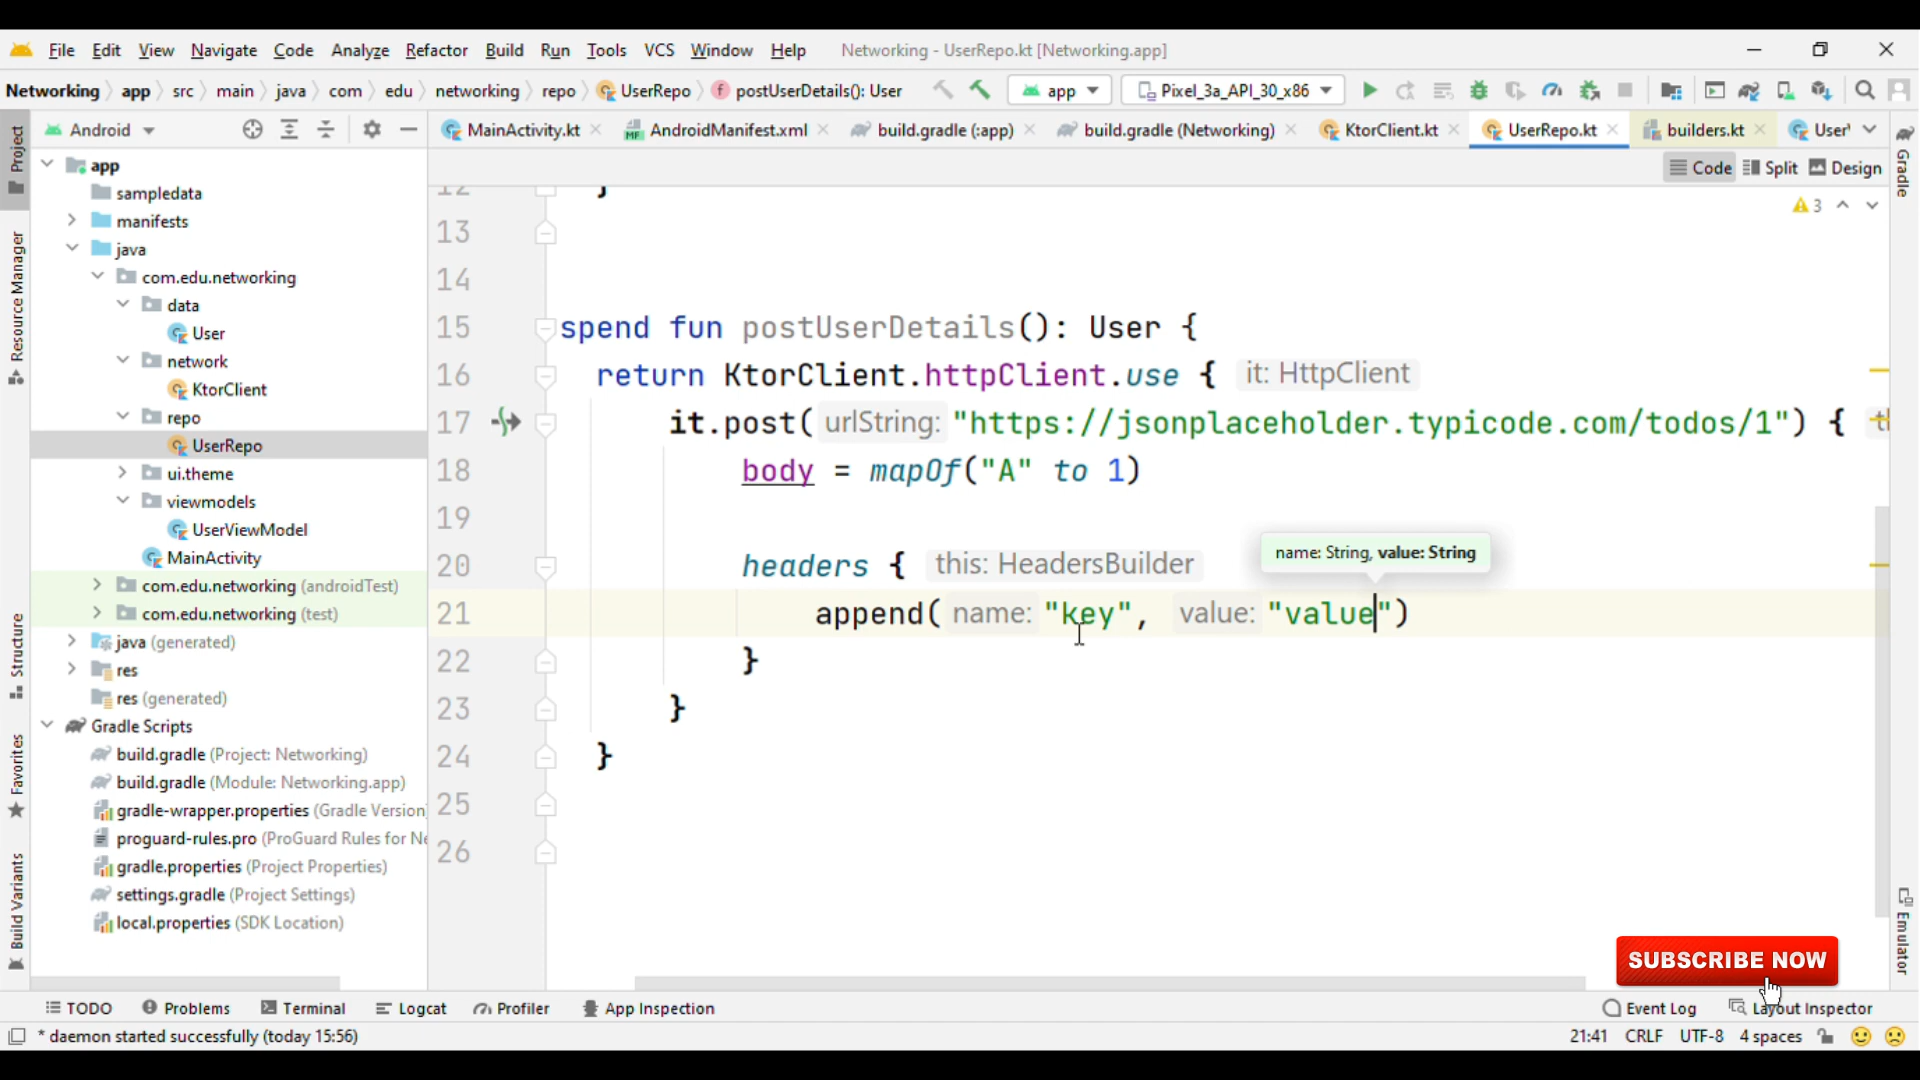 File Edit View Navigate Code Analyze Refactor Build Run Tools VCS Window Help Networking - UserRepo.kt [Networking.app]
Networking app src main java com edu networking repo UserRepo postUserDetails(): User app Pixel_3a_API_30_x86
Android MainActivity.kt AndroidManifest.xml build.gradle (:app) build.gradle (Networking) KtorClient.kt UserRepo.kt builders.kt User
Code Split Design
3
Project
Resource Manager
Structure
Favorites
Build Variants
app
sampledata
manifests
java
com.edu.networking
data
User
network
KtorClient
repo
UserRepo
ui.theme
viewmodels
UserViewModel
MainActivity
com.edu.networking (androidTest)
com.edu.networking (test)
java (generated)
res
res (generated)
Gradle Scripts
build.gradle (Project: Networking)
build.gradle (Module: Networking.app)
gradle-wrapper.properties (Gradle Version
proguard-rules.pro (ProGuard Rules for Ne
gradle.properties (Project Properties)
settings.gradle (Project Settings)
local.properties (SDK Location)
12 }
13
14
15 spend fun postUserDetails(): User {
16 return KtorClient.httpClient.use { it: HttpClient
17 it.post( urlString: "https://jsonplaceholder.typicode.com/todos/1") {
18 body = mapOf("A" to 1)
19
name: String, value: String
20 headers { this: HeadersBuilder
21 append( name: "key", value: "value")
22 }
23 }
24 }
25
26
Gradle
Emulator
SUBSCRIBE NOW
TODO Problems Terminal Logcat Profiler App Inspection Event Log Layout Inspector
* daemon started successfully (today 15:56) 21:41 CRLF UTF-8 4 spaces